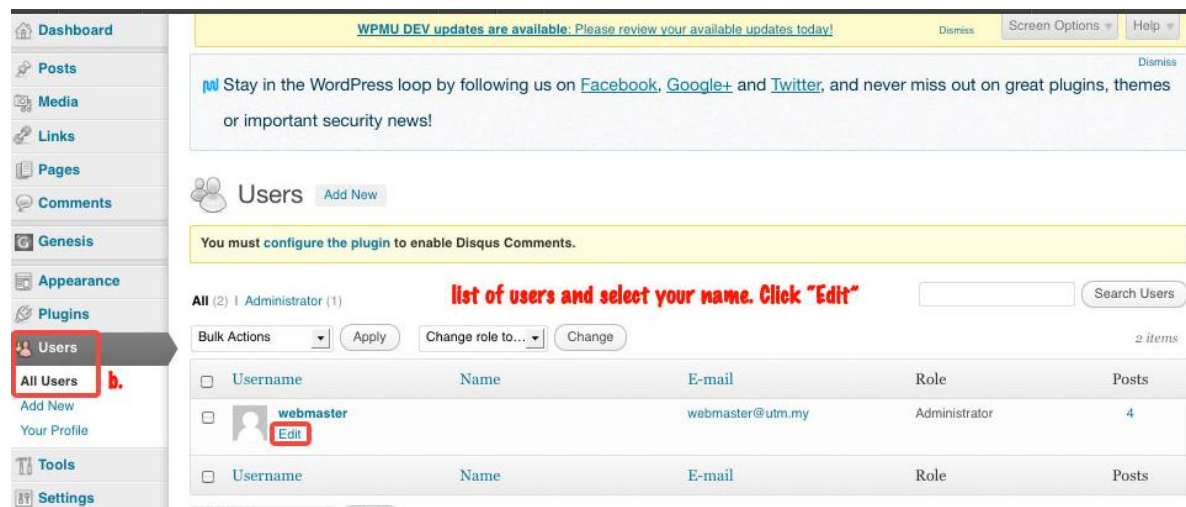 Dashboard
Posts
Media
Links
Pages
Comments
Genesis
Appearance
Plugins
Users
All Users b.
Add New
Your Profile
Tools
Settings
WPMU DEV updates are available: Please review your available updates today! Dismiss
Screen Options Help
Dismiss
Stay in the WordPress loop by following us on Facebook, Google+ and Twitter, and never miss out on great plugins, themes
or important security news!
Users Add New
You must configure the plugin to enable Disqus Comments.
list of users and select your name. Click "Edit"
All (2) | Administrator (1) Search Users
Bulk Actions Apply Change role to... Change 2 items
Username Name E-mail Role Posts
webmaster webmaster@utm.my Administrator 4
Edit
Username Name E-mail Role Posts